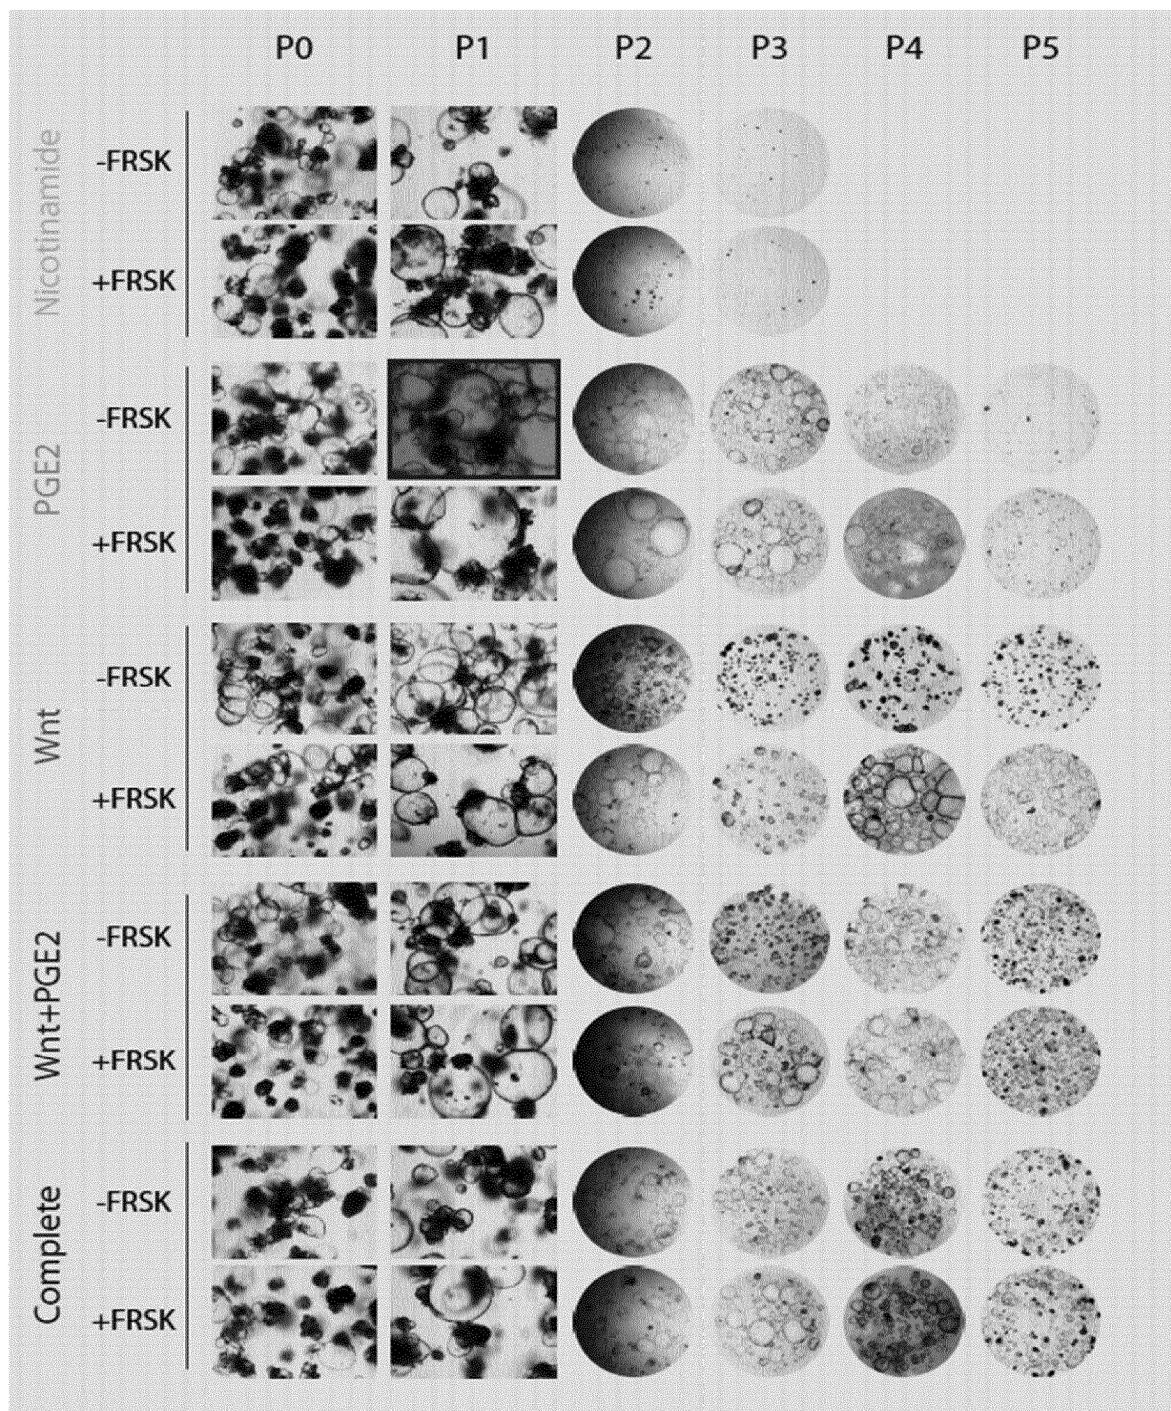 P0 P1 P2 P3 P4 P5
Nicotinamide
-FRSK
+FRSK
PGE2
-FRSK
+FRSK
Wnt
-FRSK
+FRSK
Wnt+PGE2
-FRSK
+FRSK
Complete
-FRSK
+FRSK